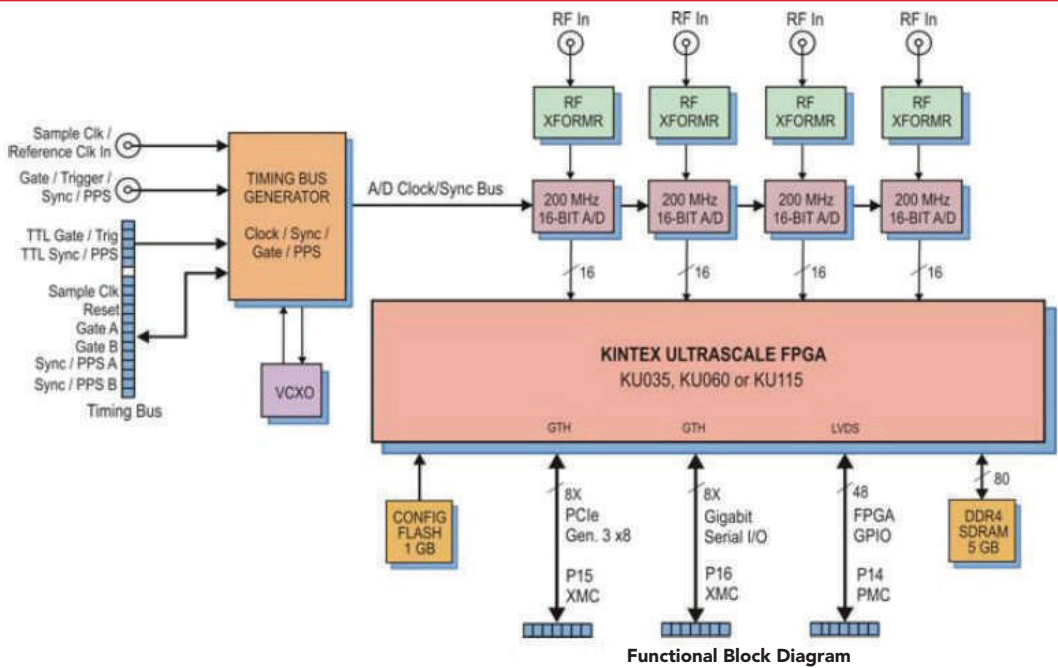 RF In
RF In
RF In
RF In
RF
XFORMR
RF
XFORMR
RF
XFORMR
RF
XFORMR
Sample Clk /
Reference Clk In
Gate / Trigger /
Sync / PPS
TTL Gate / Trig
TTL Sync / PPS
Sample Clk
Reset
Gate A
Gate B
Sync / PPS A
Sync / PPS B
Timing Bus
TIMING BUS
GENERATOR
Clock / Sync /
Gate / PPS
VCXO
A/D Clock/Sync Bus
200 MHz
16-BIT A/D
200 MHz
16-BIT A/D
200 MHz
16-BIT A/D
200 MHz
16-BIT A/D
16
16
16
16
KINTEX ULTRASCALE FPGA
KU035, KU060 or KU115
GTH
GTH
LVDS
CONFIG
FLASH
1 GB
8X
PCIe
Gen. 3 x8
P15
XMC
8X
Gigabit
Serial I/O
P16
XMC
48
FPGA
GPIO
P14
PMC
80
DDR4
SDRAM
5 GB
Functional Block Diagram